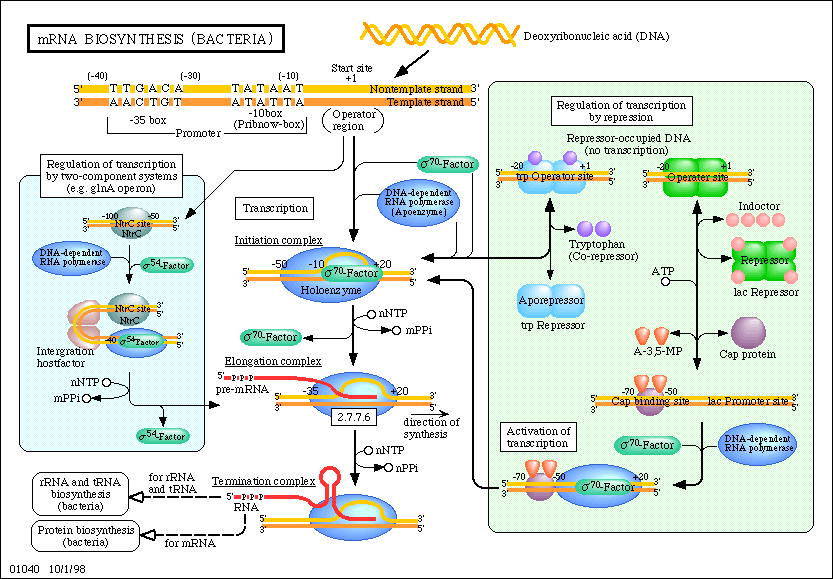 mRNA BIOSYNTHESIS (BACTERIA)
Deoxyribonucleic acid (DNA)
Start site
+1
(-40) (-30) (-10)
5' TTGACA TATAAT Nontemplate strand 3'
3' AACTGT ATATTA Template strand 5'
-35 box
-10box
(Pribnow-box)
Promoter
(Operator
region)
Regulation of transcription
by two-component systems
(e.g. glnA operon)
-100 -50
3'
5'
5'
3'
NtrC site
NtrC
DNA-dependent
RNA polymerase
σ54-Factor
NtrC site
NtrC
3'
5'
-40
σ54-Factor
Intergration
hostfactor
nNTP
mPPi
σ54-Factor
σ70-Factor
DNA-dependent
RNA polymerase
(Apoenzyme)
Transcription
Initiation complex
-50 -10 +20
5'
3'
3'
5'
σ70-Factor
Holoenzyme
nNTP
mPPi
σ70-Factor
Elongation complex
5' P-P-P
pre-mRNA
-35 +20
5'
3'
3'
5'
2.7.7.6
direction of
synthesis
nNTP
nPPi
Termination complex
5' P-P-P
RNA
5'
3'
3'
5'
for rRNA
and tRNA
rRNA and tRNA
biosynthesis
(bacteria)
Protein biosynthesis
(bacteria)
for mRNA
Regulation of transcription
by repression
Repressor-occupied DNA
(no transcription)
-20 +1
5'
3'
3'
5'
trp Operator site
-20 +1
5'
3'
3'
5'
Operater site
Tryptophan
(Co-repressor)
Aporepressor
trp Repressor
Indoctor
Repressor
lac Repressor
ATP
A-3,5-MP
Cap protein
-70 -50
5'
3'
3'
5'
Cap binding site lac Promoter site
σ70-Factor
DNA-dependent
RNA polymerase
Activation of
transcription
-70 -50 +20
5'
3'
3'
5'
σ70-Factor
01040 10/1/98